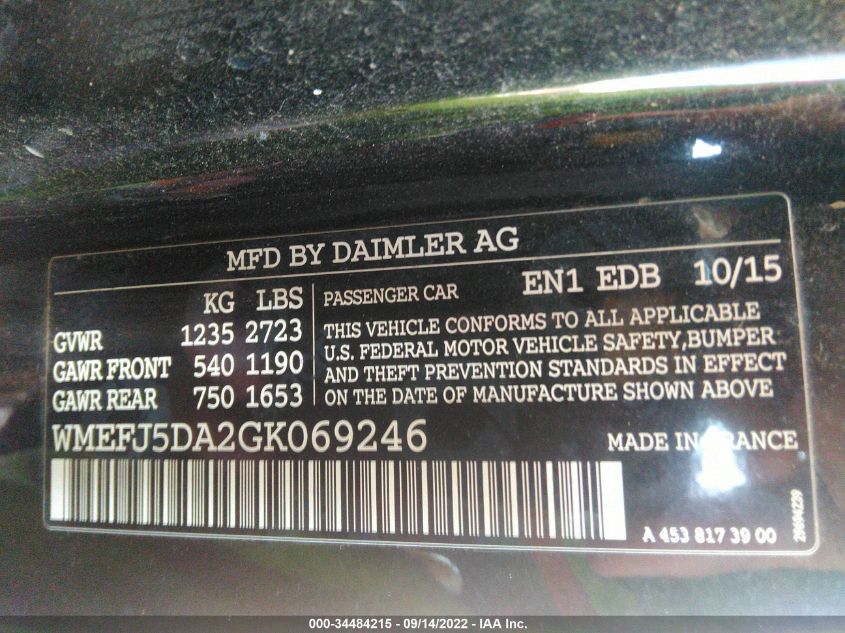 MFD BY DAIMLER AG
EN1 EDB 10/15
KG LBS
GVWR 1235 2723
GAWR FRONT 540 1190
GAWR REAR 750 1653
PASSENGER CAR
THIS VEHICLE CONFORMS TO ALL APPLICABLE
U.S. FEDERAL MOTOR VEHICLE SAFETY,BUMPER
AND THEFT PREVENTION STANDARDS IN EFFECT
ON THE DATE OF MANUFACTURE SHOWN ABOVE
WMEFJ5DA2GK069246
MADE IN FRANCE
A 453 817 39 00
000-34484215 - 09/14/2022 - IAA Inc.